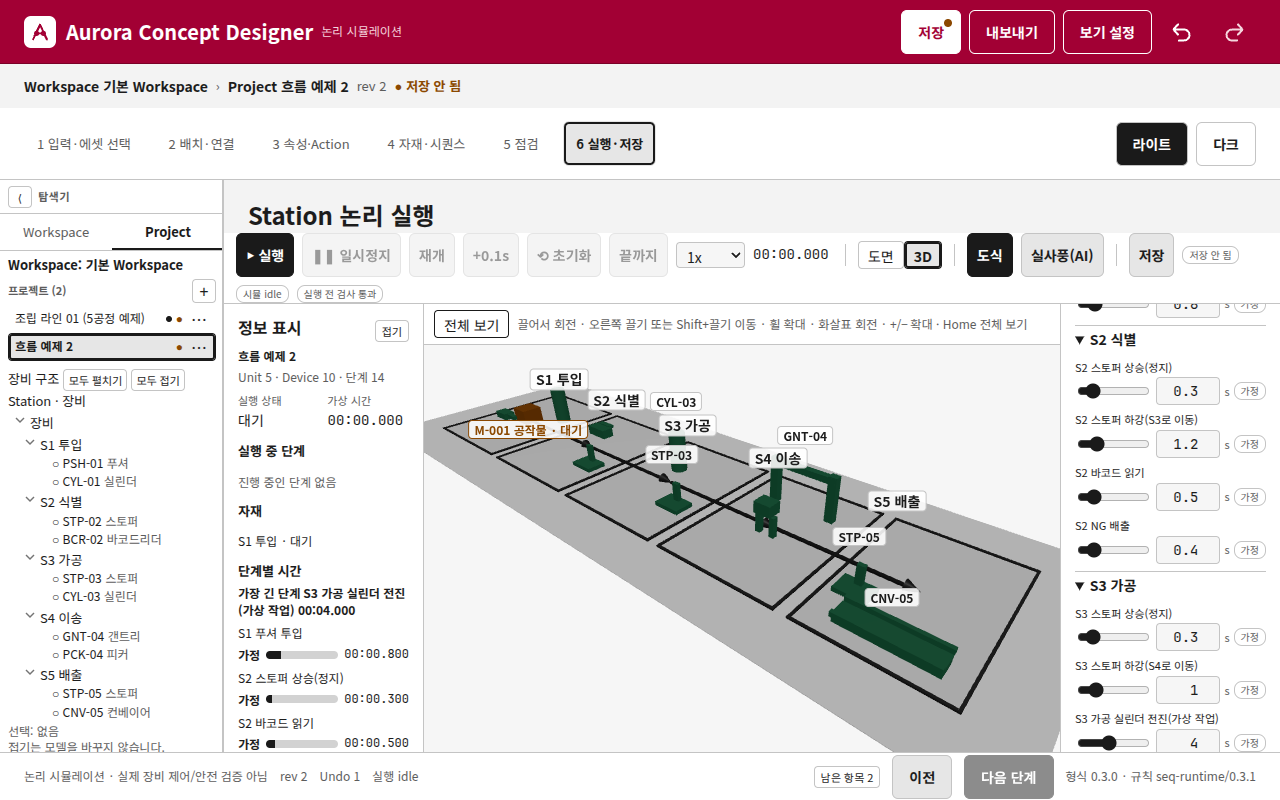 Aurora Concept Designer 논리 시뮬레이션
저장 내보내기 보기 설정
Workspace 기본 Workspace › Project 흐름 예제 2 rev 2 ● 저장 안 됨
1 입력·에셋 선택 2 배치·연결 3 속성·Action 4 자재·시퀀스 5 점검 6 실행·저장 라이트 다크
⟨ 탐색기
Workspace Project
Workspace: 기본 Workspace
프로젝트 (2) +
조립 라인 01 (5공정 예제) ● ● ···
흐름 예제 2 ● ···
장비 구조 모두 펼치기 모두 접기
Station · 장비
장비
S1 투입
○ PSH-01 푸셔
○ CYL-01 실린더
S2 식별
○ STP-02 스토퍼
○ BCR-02 바코드리더
S3 가공
○ STP-03 스토퍼
○ CYL-03 실린더
S4 이송
○ GNT-04 갠트리
○ PCK-04 피커
S5 배출
○ STP-05 스토퍼
○ CNV-05 컨베이어
선택: 없음
접기는 모델을 바꾸지 않습니다.
Station 논리 실행
▸ 실행 ❚❚ 일시정지 재개 +0.1s ⟲ 초기화 끝까지 1x 00:00.000 도면 3D 도식 실사풍(AI) 저장 저장 안 됨
시뮬 idle 실행 전 검사 통과
정보 표시 접기
흐름 예제 2
Unit 5 · Device 10 · 단계 14
실행 상태 가상 시간
대기 00:00.000
실행 중 단계
진행 중인 단계 없음
자재
S1 투입 · 대기
단계별 시간
가장 긴 단계 S3 가공 실린더 전진
(가상 작업) 00:04.000
S1 푸셔 투입
가정 00:00.800
S2 스토퍼 상승(정지)
가정 00:00.300
S2 바코드 읽기
가정 00:00.500
전체 보기 끌어서 회전 · 오른쪽 끌기 또는 Shift+끌기 이동 · 휠 확대 · 화살표 회전 · +/− 확대 · Home 전체 보기
S1 투입
S2 식별
CYL-03
S3 가공
M-001 공작물 · 대기
GNT-04
STP-03
S4 이송
S5 배출
STP-05
CNV-05
0.8 s 가정
▼ S2 식별
S2 스토퍼 상승(정지)
0.3 s 가정
S2 스토퍼 하강(S3로 이동)
1.2 s 가정
S2 바코드 읽기
0.5 s 가정
S2 NG 배출
0.4 s 가정
▼ S3 가공
S3 스토퍼 상승(정지)
0.3 s 가정
S3 스토퍼 하강(S4로 이동)
1 s 가정
S3 가공 실린더 전진(가상 작업)
4 s 가정
논리 시뮬레이션 · 실제 장비 제어/안전 검증 아님 rev 2 Undo 1 실행 idle
남은 항목 2 이전 다음 단계 형식 0.3.0 · 규칙 seq-runtime/0.3.1